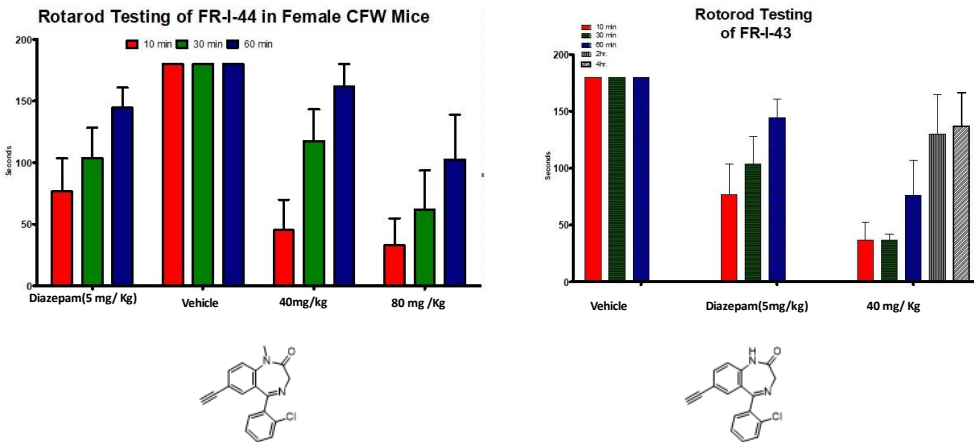 Rotarod Testing of FR-I-44 in Female CFW Mice
10 min 30 min 60 min
200
150
100
50
0
Seconds
Diazepam(5 mg/ Kg) Vehicle 40mg/kg 80 mg /Kg
Rotorod Testing
of FR-I-43
10 min
30 min
60 min
2hr.
4hr.
200
150
100
50
0
Seconds
Vehicle Diazepam(5mg/kg) 40 mg/ Kg
N
O
N
Cl
H
N
O
N
Cl